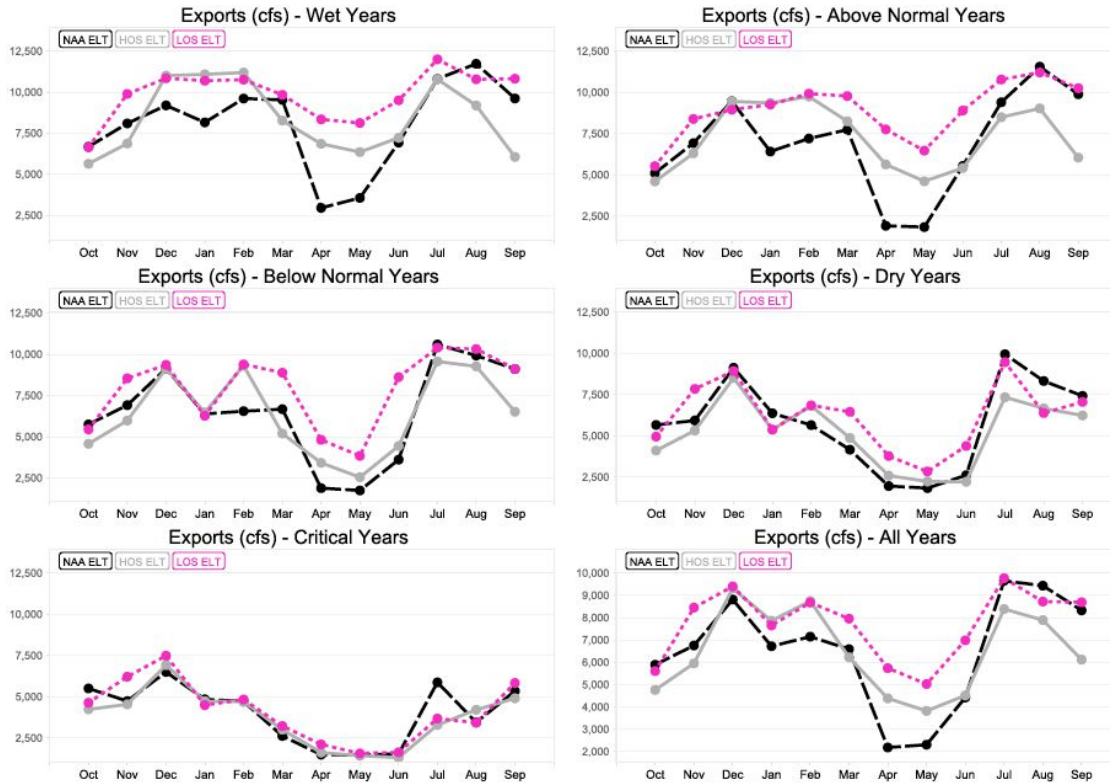 Exports (cfs) - Wet Years
NAA ELT HOS ELT LOS ELT
12,500
10,000
7,500
5,000
2,500
Oct Nov Dec Jan Feb Mar Apr May Jun Jul Aug Sep
Exports (cfs) - Above Normal Years
NAA ELT HOS ELT LOS ELT
12,500
10,000
7,500
5,000
2,500
Oct Nov Dec Jan Feb Mar Apr May Jun Jul Aug Sep
Exports (cfs) - Below Normal Years
NAA ELT HOS ELT LOS ELT
12,500
10,000
7,500
5,000
2,500
Oct Nov Dec Jan Feb Mar Apr May Jun Jul Aug Sep
Exports (cfs) - Dry Years
NAA ELT HOS ELT LOS ELT
12,500
10,000
7,500
5,000
2,500
Oct Nov Dec Jan Feb Mar Apr May Jun Jul Aug Sep
Exports (cfs) - Critical Years
NAA ELT HOS ELT LOS ELT
12,500
10,000
7,500
5,000
2,500
Oct Nov Dec Jan Feb Mar Apr May Jun Jul Aug Sep
Exports (cfs) - All Years
NAA ELT HOS ELT LOS ELT
10,000
9,000
8,000
7,000
6,000
5,000
4,000
3,000
2,000
Oct Nov Dec Jan Feb Mar Apr May Jun Jul Aug Sep